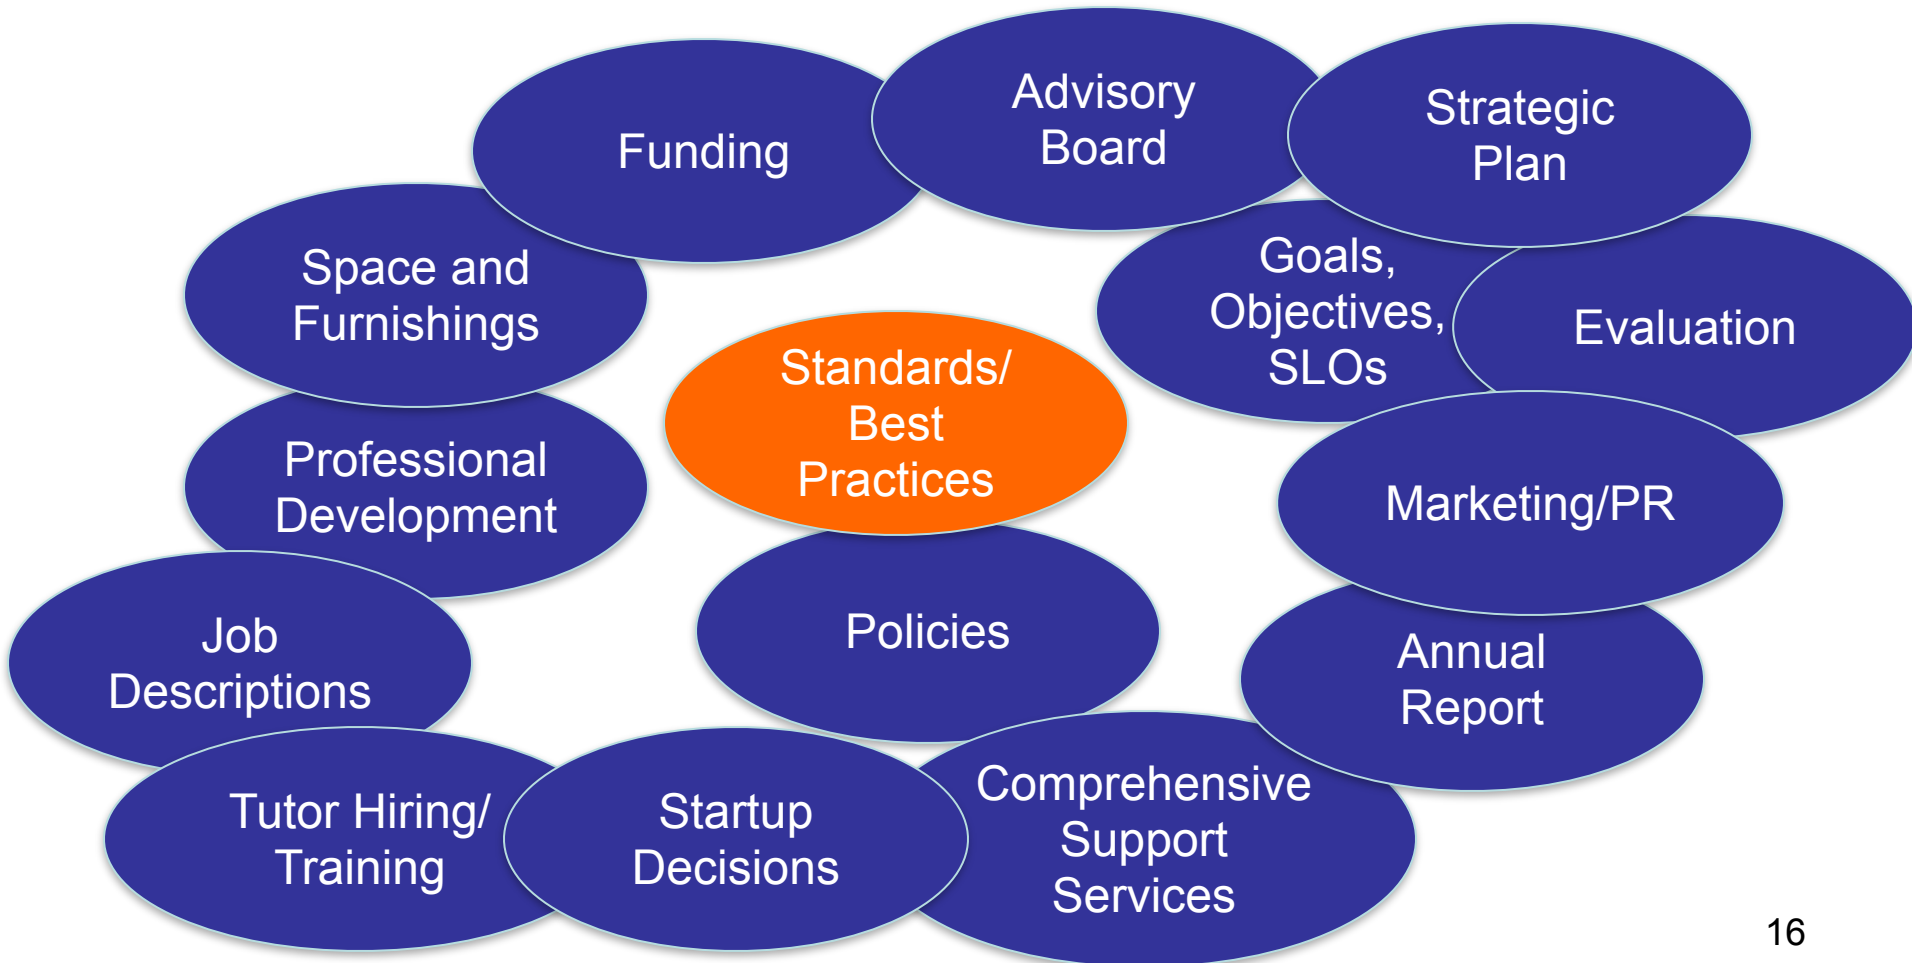 Advisory
Board
Strategic
Plan
Funding
Space and
Furnishings
Goals,
Objectives,
SLOs
Evaluation
Standards/
Best
Practices
Professional
Development
Marketing/PR
Job
Descriptions
Policies
Annual
Report
Tutor Hiring/
Training
Startup
Decisions
Comprehensive
Support
Services
16